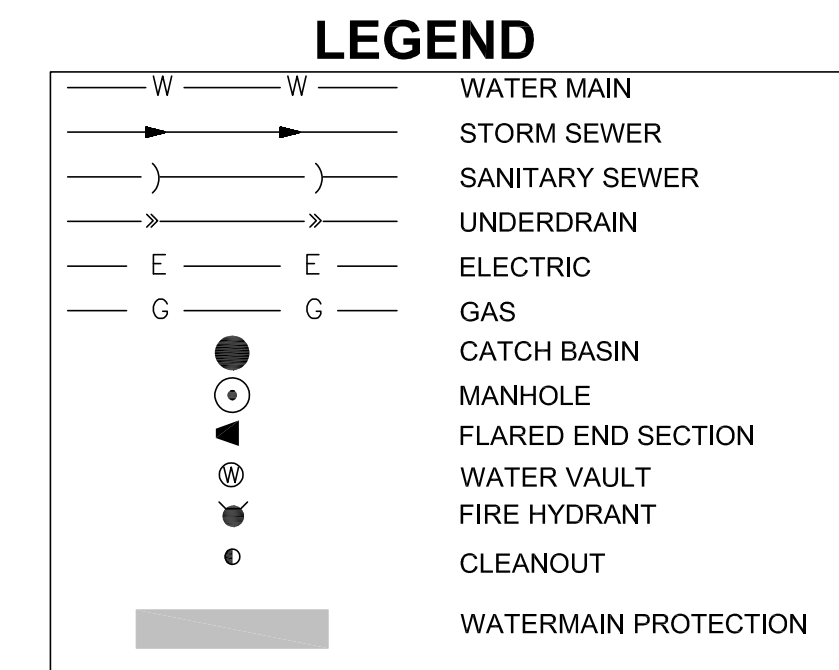 LEGEND
W W WATER MAIN
STORM SEWER
SANITARY SEWER
UNDERDRAIN
E E ELECTRIC
G G GAS
CATCH BASIN
MANHOLE
FLARED END SECTION
W WATER VAULT
FIRE HYDRANT
CLEANOUT
WATERMAIN PROTECTION